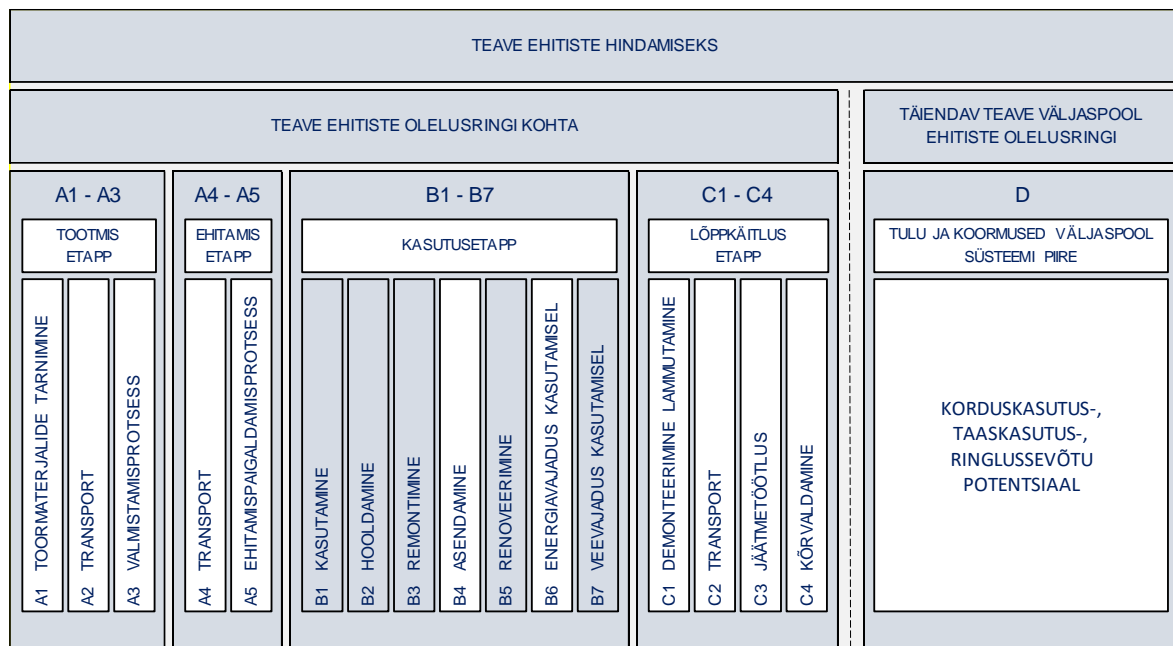 TEAVE EHITISTE HINDAMISEKS
TEAVE EHITISTE OLELUSRINGI KOHTA
TÄIENDAV TEAVE VÄLJASPOOL
EHITISTE OLELUSRINGI
A1 - A3
TOOTMIS
ETAPP
A1 TOORMATERJALIDE TARNIMINE
A2 TRANSPORT
A3 VALMISTAMISPROTSESS
A4 - A5
EHITAMIS
ETAPP
A4 TRANSPORT
A5 EHITAMISPAIGALDAMISPROTSESS
B1 - B7
KASUTUSETAPP
B1 KASUTAMINE
B2 HOOLDAMINE
B3 REMONTIMINE
B4 ASENDAMINE
B5 RENOVEERIMINE
B6 ENERGIAVAJADUS KASUTAMISEL
B7 VEEVAJADUS KASUTAMISEL
C1 - C4
LÕPPKÄITLUS
ETAPP
C1 DEMONTEERIMINE LAMMUTAMINE
C2 TRANSPORT
C3 JÄÄTMETÖÖTLUS
C4 KÕRVALDAMINE
D
TULU JA KOORMUSED VÄLJASPOOL
SÜSTEEMI PIIRE
KORDUSKASUTUS-,
TAASKASUTUS-,
RINGLUSSEVÕTU
POTENTSIAAL